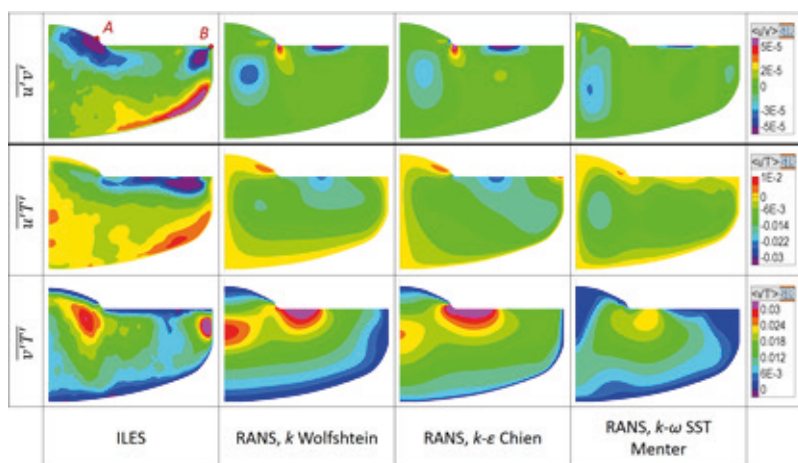 A B
u'v'
<u'v'>
5E-5
2E-5
0
-3E-5
-5E-5
u'T'
<u'T'>
1E-2
-6E-3
-0.014
-0.022
-0.03
v'T'
<v'T'>
0.03
0.024
0.018
0.012
6E-3
0
ILES
RANS, k Wolfshtein
RANS, k-ε Chien
RANS, k-ω SST
Menter